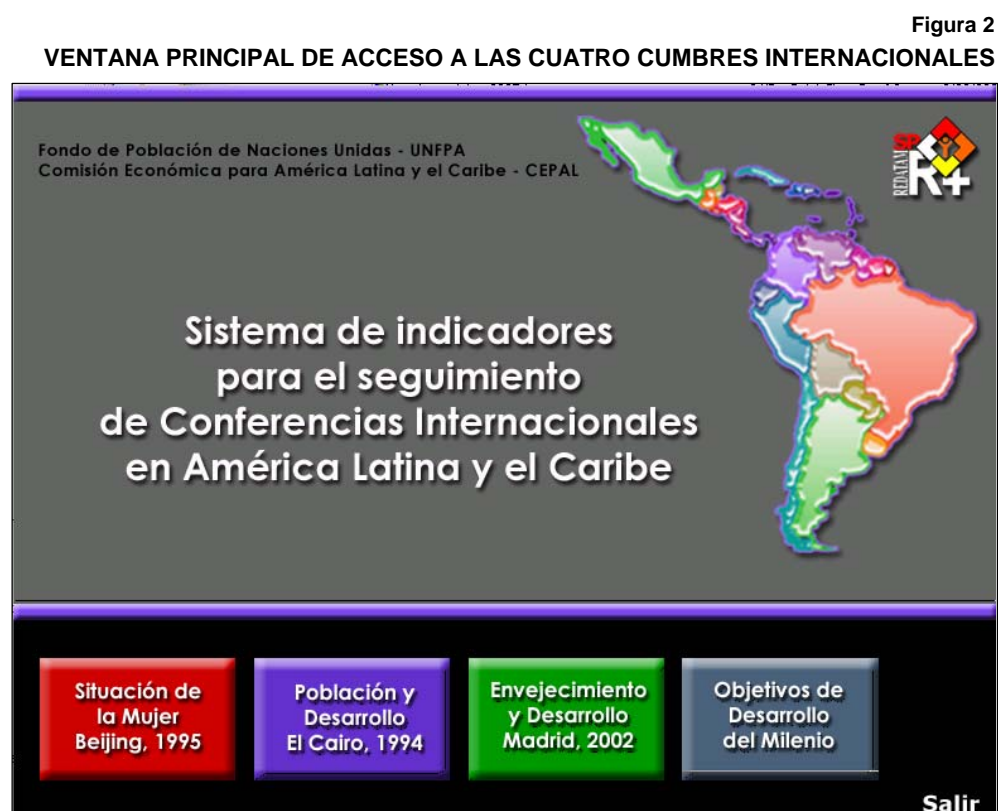 Figura 2
VENTANA PRINCIPAL DE ACCESO A LAS CUATRO CUMBRES INTERNACIONALES
Fondo de Población de Naciones Unidas - UNFPA
Comisión Económica para América Latina y el Caribe - CEPAL
REDATAM
SP
R+
Sistema de indicadores
para el seguimiento
de Conferencias Internacionales
en América Latina y el Caribe
Situación de
la Mujer
Beijing, 1995
Población y
Desarrollo
El Cairo, 1994
Envejecimiento
y Desarrollo
Madrid, 2002
Objetivos de
Desarrollo
del Milenio
Salir